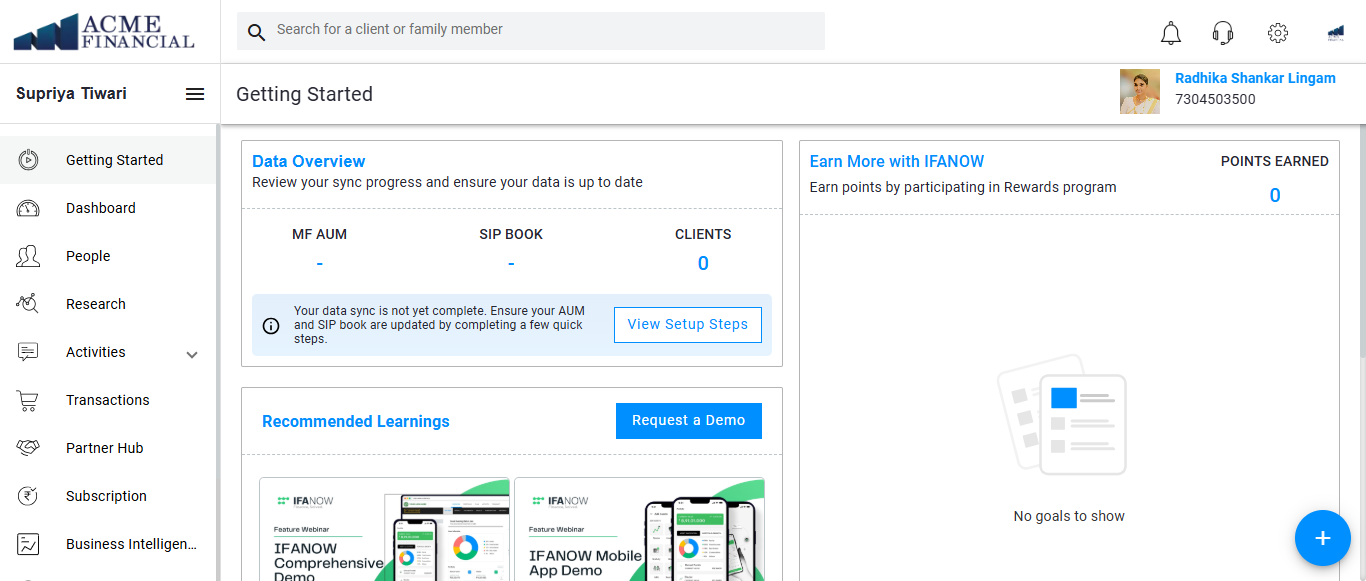 ACME
FINANCIAL
Search for a client or family member
Supriya Tiwari
Getting Started
Radhika Shankar Lingam
7304503500
Getting Started
Dashboard
People
Research
Activities
Transactions
Partner Hub
Subscription
Business Intelligen...
Data Overview
Review your sync progress and ensure your data is up to date
MF AUM SIP BOOK CLIENTS
- - 0
Your data sync is not yet complete. Ensure your AUM
and SIP book are updated by completing a few quick
steps.
View Setup Steps
Recommended Learnings
Request a Demo
IFANOW
Feature Webinar
IFANOW
Comprehensive
Demo
IFANOW
Feature Webinar
IFANOW Mobile
App Demo
Earn More with IFANOW
Earn points by participating in Rewards program
POINTS EARNED
0
No goals to show
+